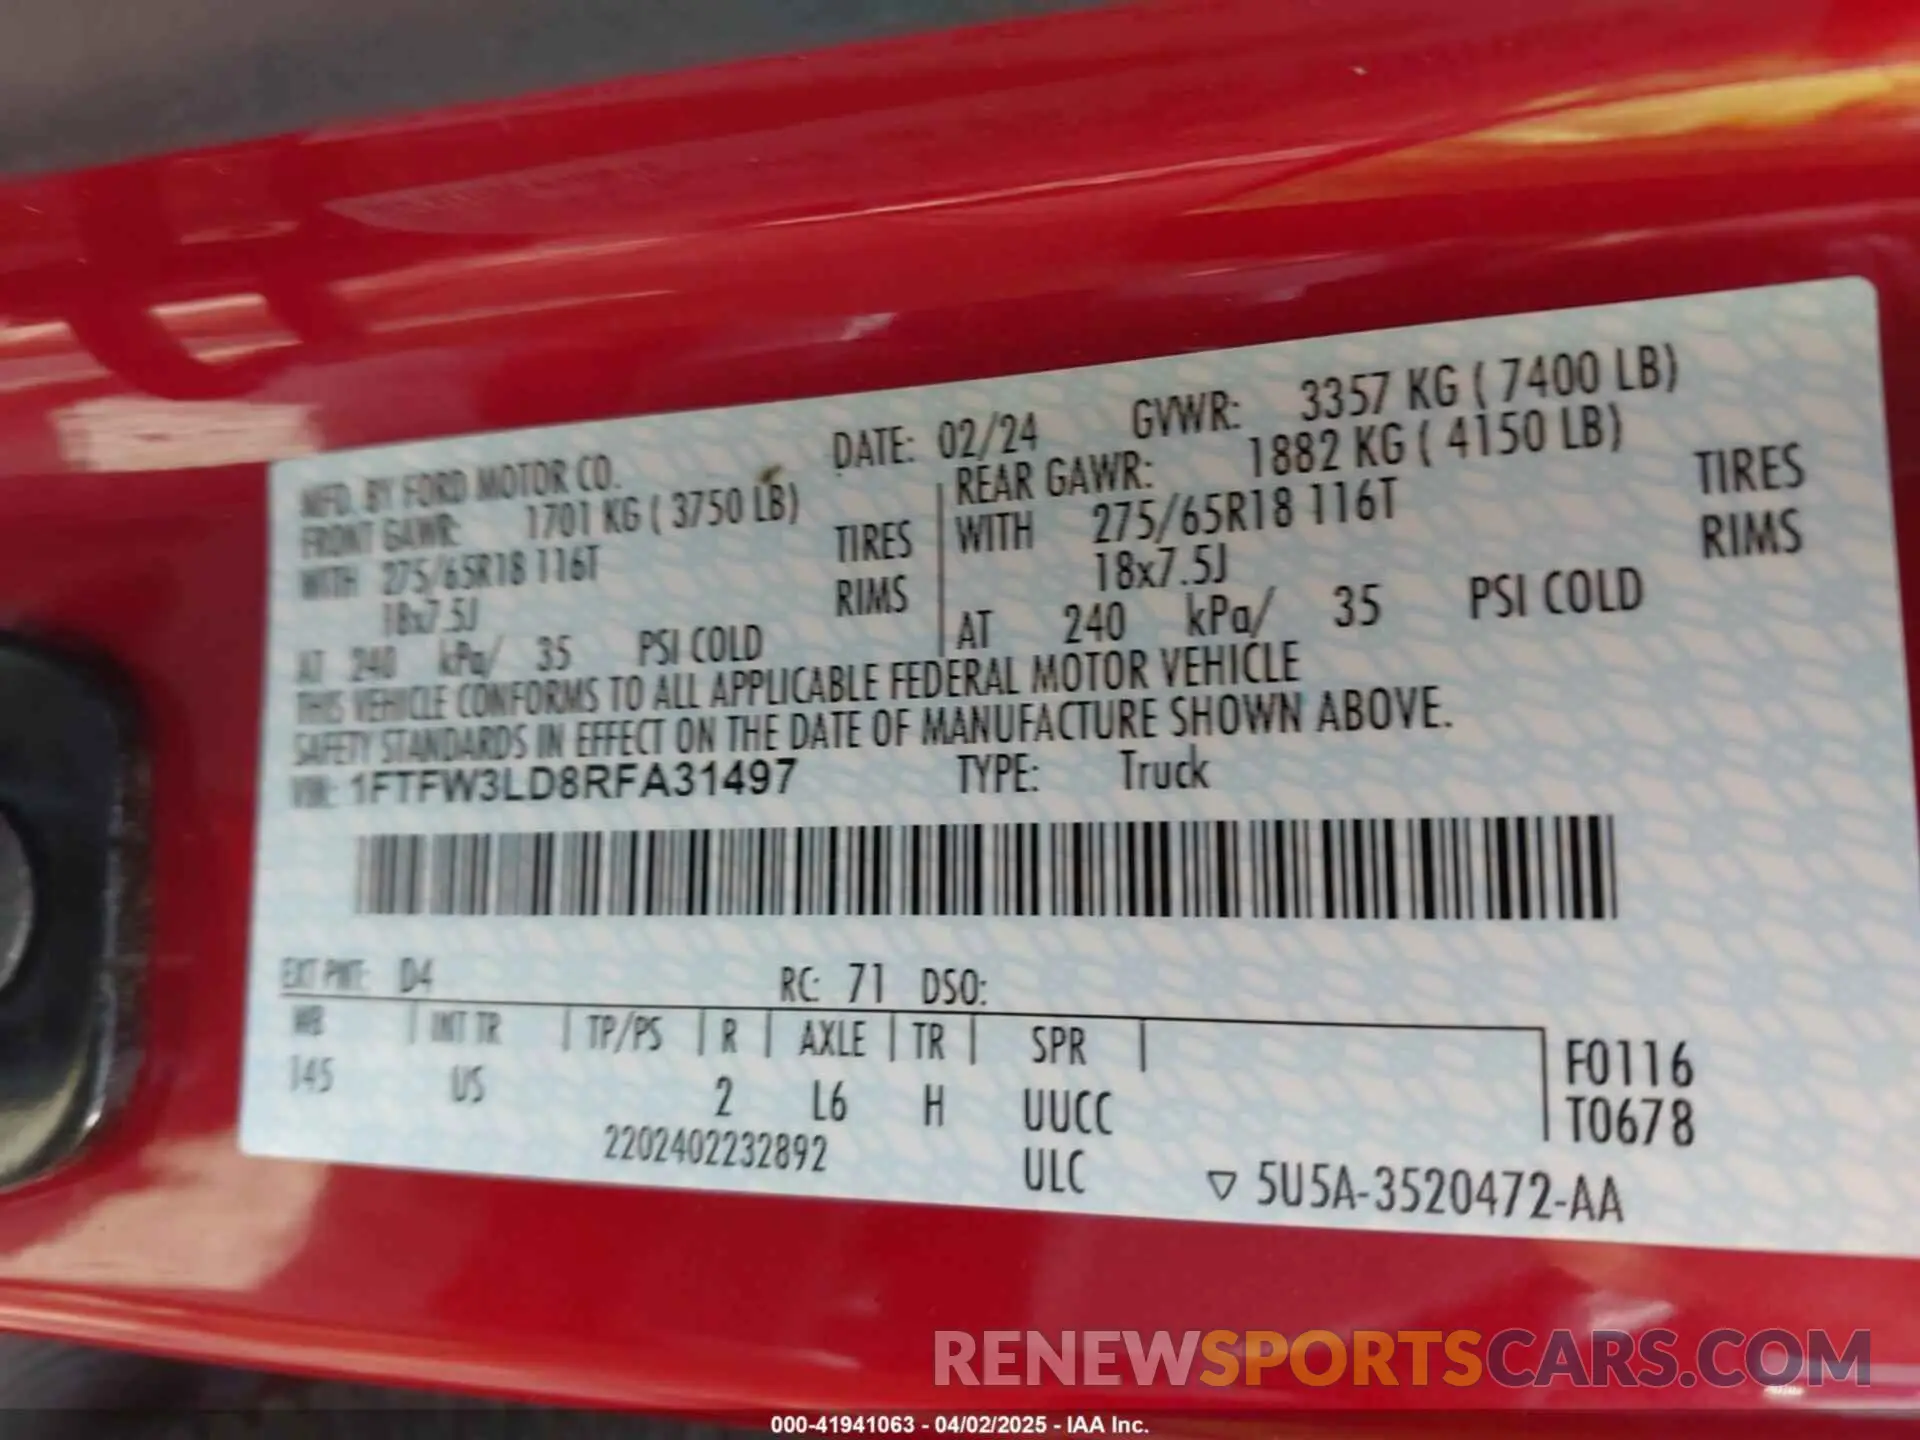 MFD. BY FORD MOTOR CO. DATE: 02/24 GVWR: 3357 KG ( 7400 LB)
FRONT GAWR: 1701 KG ( 3750 LB) REAR GAWR: 1882 KG ( 4150 LB)
WITH 275/65R18 116T TIRES WITH 275/65R18 116T TIRES
18x7.5J RIMS 18x7.5J RIMS
AT 240 kPa/ 35 PSI COLD AT 240 kPa/ 35 PSI COLD
THIS VEHICLE CONFORMS TO ALL APPLICABLE FEDERAL MOTOR VEHICLE
SAFETY STANDARDS IN EFFECT ON THE DATE OF MANUFACTURE SHOWN ABOVE.
VIN: 1FTFW3LD8RFA31497 TYPE: Truck
EXT PNT: D4 RC: 71 DSO:
WB INT TR TP/PS R AXLE TR SPR
145 US 2 L6 H UUCC
2202402232892 ULC
F0116
T0678
▽ 5U5A-3520472-AA
RENEWSPORTSCARS.COM
000-41941063 - 04/02/2025 - IAA Inc.